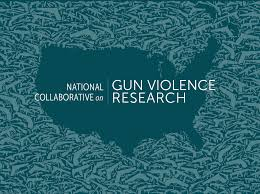 NATIONAL
COLLABORATIVE on
GUN VIOLENCE
RESEARCH